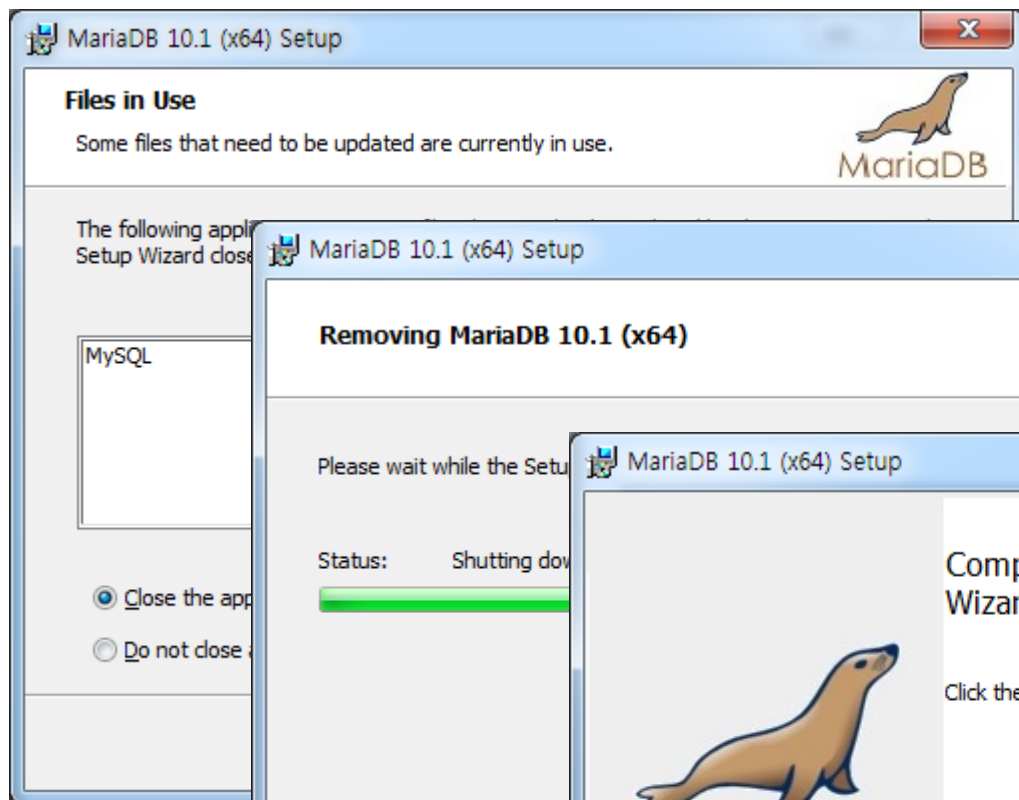 MariaDB 10.1 (x64) Setup
Files in Use
Some files that need to be updated are currently in use.
MariaDB
The following appli
Setup Wizard close
MySQL
Close the app
Do not close
MariaDB 10.1 (x64) Setup
Removing MariaDB 10.1 (x64)
Please wait while the Setu
Status: Shutting dow
MariaDB 10.1 (x64) Setup
Comp
Wizar
Click the